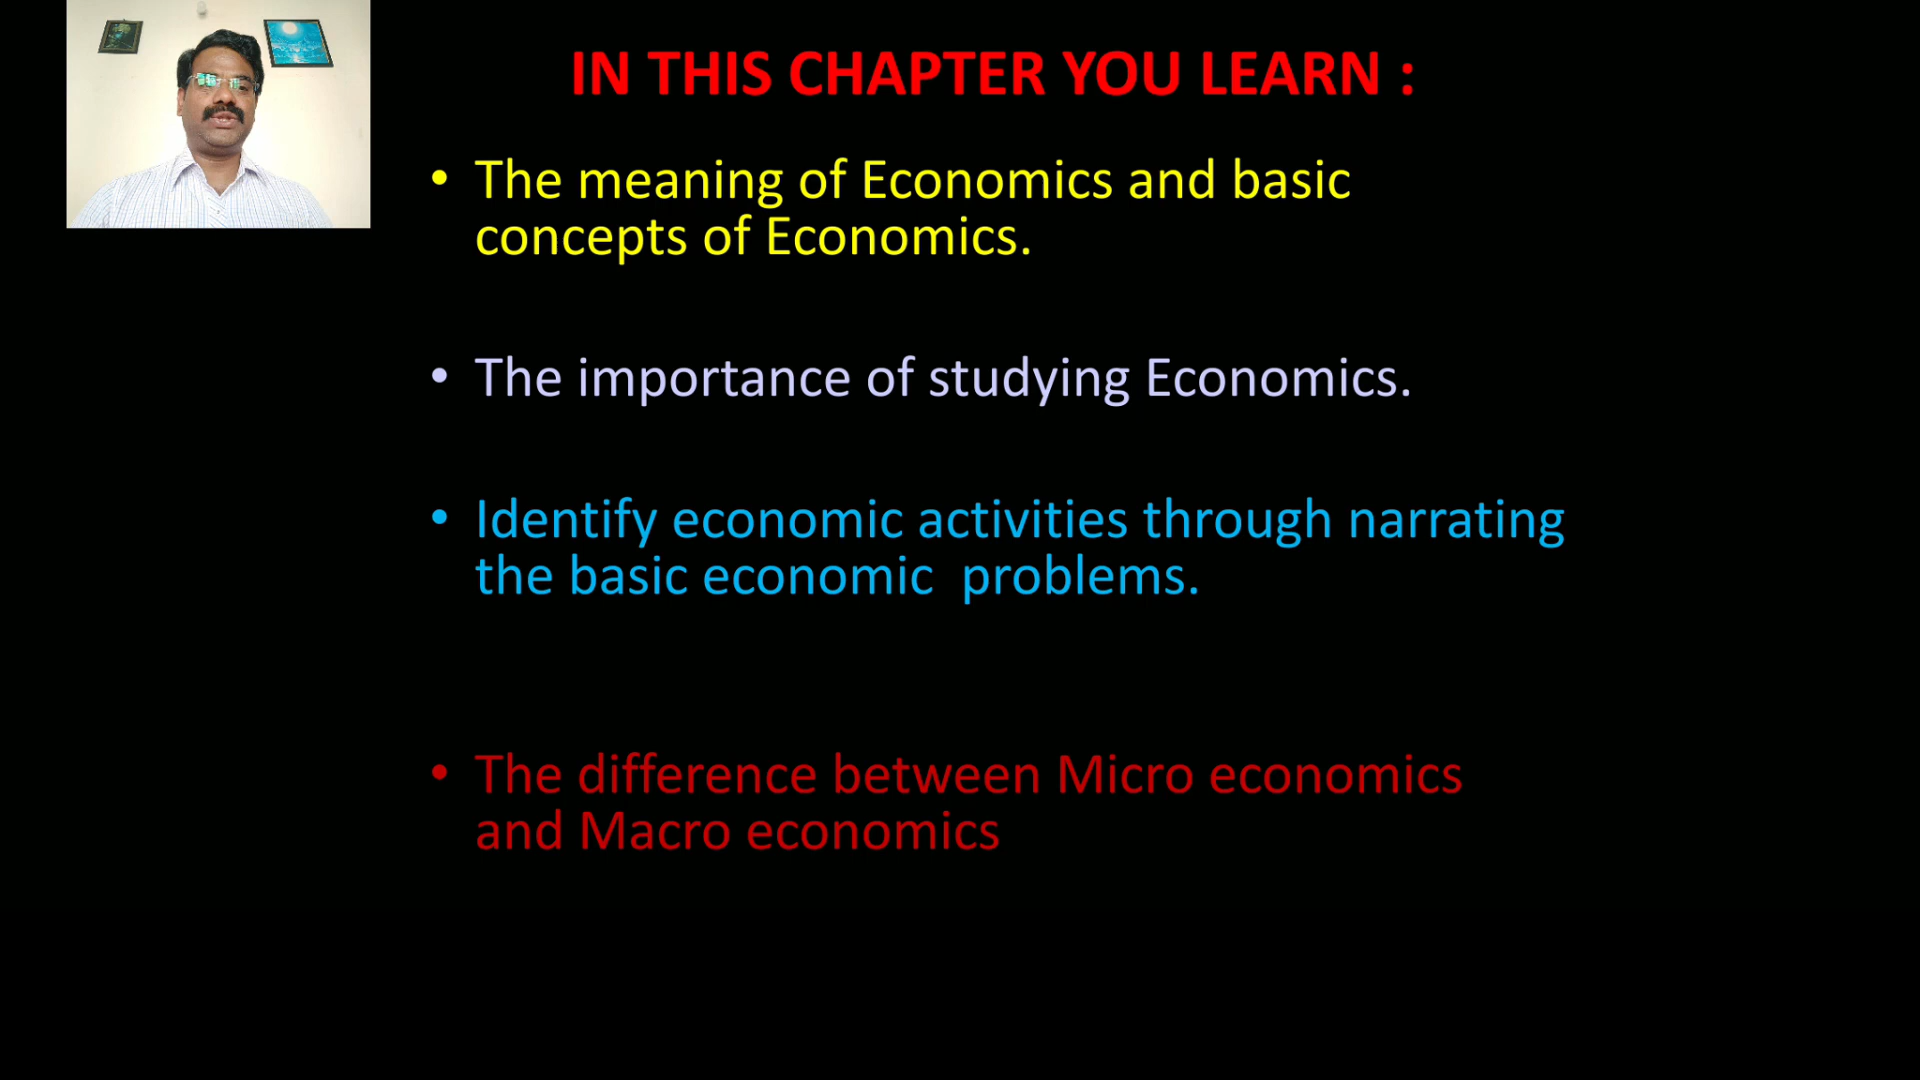 IN THIS CHAPTER YOU LEARN :
• The meaning of Economics and basic
concepts of Economics.
• The importance of studying Economics.
• Identify economic activities through narrating
the basic economic  problems.
• The difference between Micro economics
and Macro economics